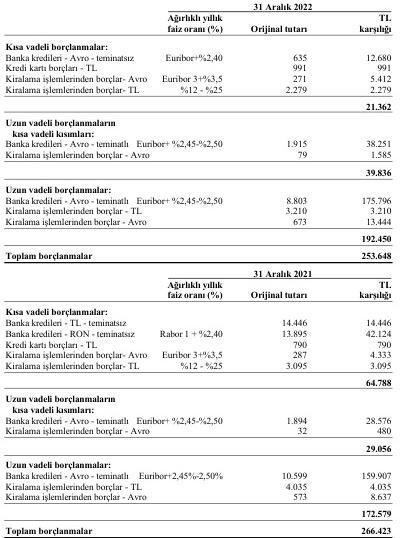 31 Aralık 2022
Ağırlıklı yıllık TL
faiz oranı (%) Orijinal tutarı karşılığı
Kısa vadeli borçlanmalar:
Banka kredileri - Avro - teminatsız Euribor+%2,40 635 12.680
Kredi kartı borçları - TL 991 991
Kiralama işlemlerinden borçlar- Avro Euribor 3+%3,5 271 5.412
Kiralama işlemlerinden borçlar- TL %12 - %25 2.279 2.279
21.362
Uzun vadeli borçlanmaların
kısa vadeli kısımları:
Banka kredileri - Avro - teminatlı Euribor+ %2,45-%2,50 1.915 38.251
Kiralama işlemlerinden borçlar - Avro 79 1.585
39.836
Uzun vadeli borçlanmalar:
Banka kredileri - Avro - teminatlı Euribor+ %2,45-%2,50 8.803 175.796
Kiralama işlemlerinden borçlar - TL 3.210 3.210
Kiralama işlemlerinden borçlar - Avro 673 13.444
192.450
Toplam borçlanmalar 253.648
31 Aralık 2021
Ağırlıklı yıllık TL
faiz oranı (%) Orijinal tutarı karşılığı
Kısa vadeli borçlanmalar:
Banka kredileri - TL - teminatsız 14.446 14.446
Banka kredileri - RON - teminatsız Rabor 1 + %2,40 13.895 42.124
Kredi kartı borçları - TL 790 790
Kiralama işlemlerinden borçlar- Avro Euribor 3+%3,5 287 4.333
Kiralama işlemlerinden borçlar- TL %12 - %25 3.095 3.095
64.788
Uzun vadeli borçlanmaların
kısa vadeli kısımları:
Banka kredileri - Avro - teminatlı Euribor+ %2,45-%2,50 1.894 28.576
Kiralama işlemlerinden borçlar - Avro 32 480
29.056
Uzun vadeli borçlanmalar:
Banka kredileri - Avro - teminatlı Euribor+2,45%-2,50% 10.599 159.907
Kiralama işlemlerinden borçlar - TL 4.035 4.035
Kiralama işlemlerinden borçlar - Avro 573 8.637
172.579
Toplam borçlanmalar 266.423